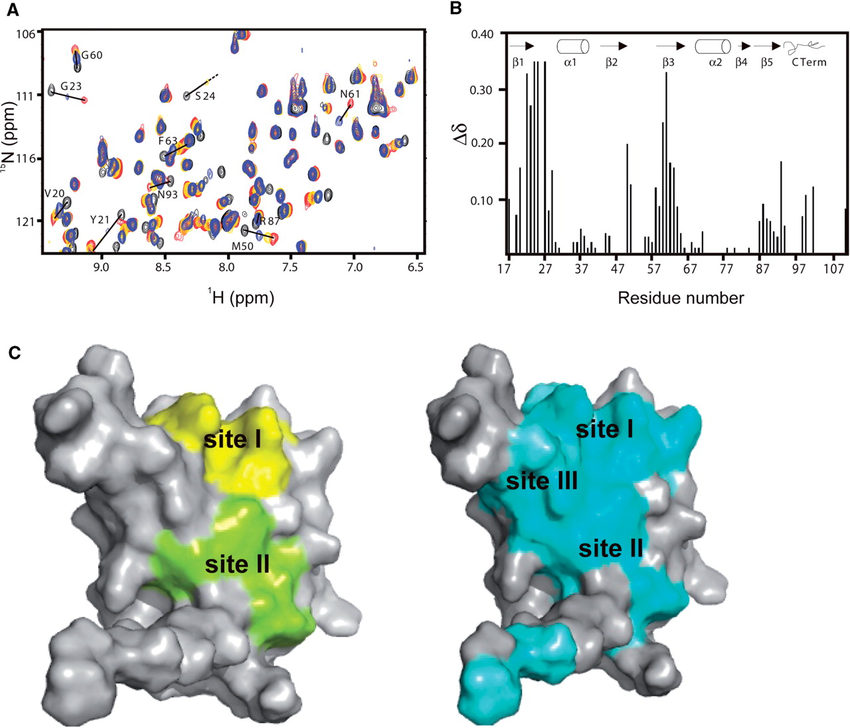 A
106
111
116
121
15N (ppm)
G60
G23
S24
N61
F63
N93
V20
Y21
R87
M50
9.0 8.5 8.0 7.5 7.0 6.5
1H (ppm)
B
0.40
0.30
0.20
0.10
Δδ
β1 α1 β2 β3 α2 β4 β5 CTerm
17 27 37 47 57 67 77 87 97 107
Residue number
C
site I
site II
site I
site III
site II